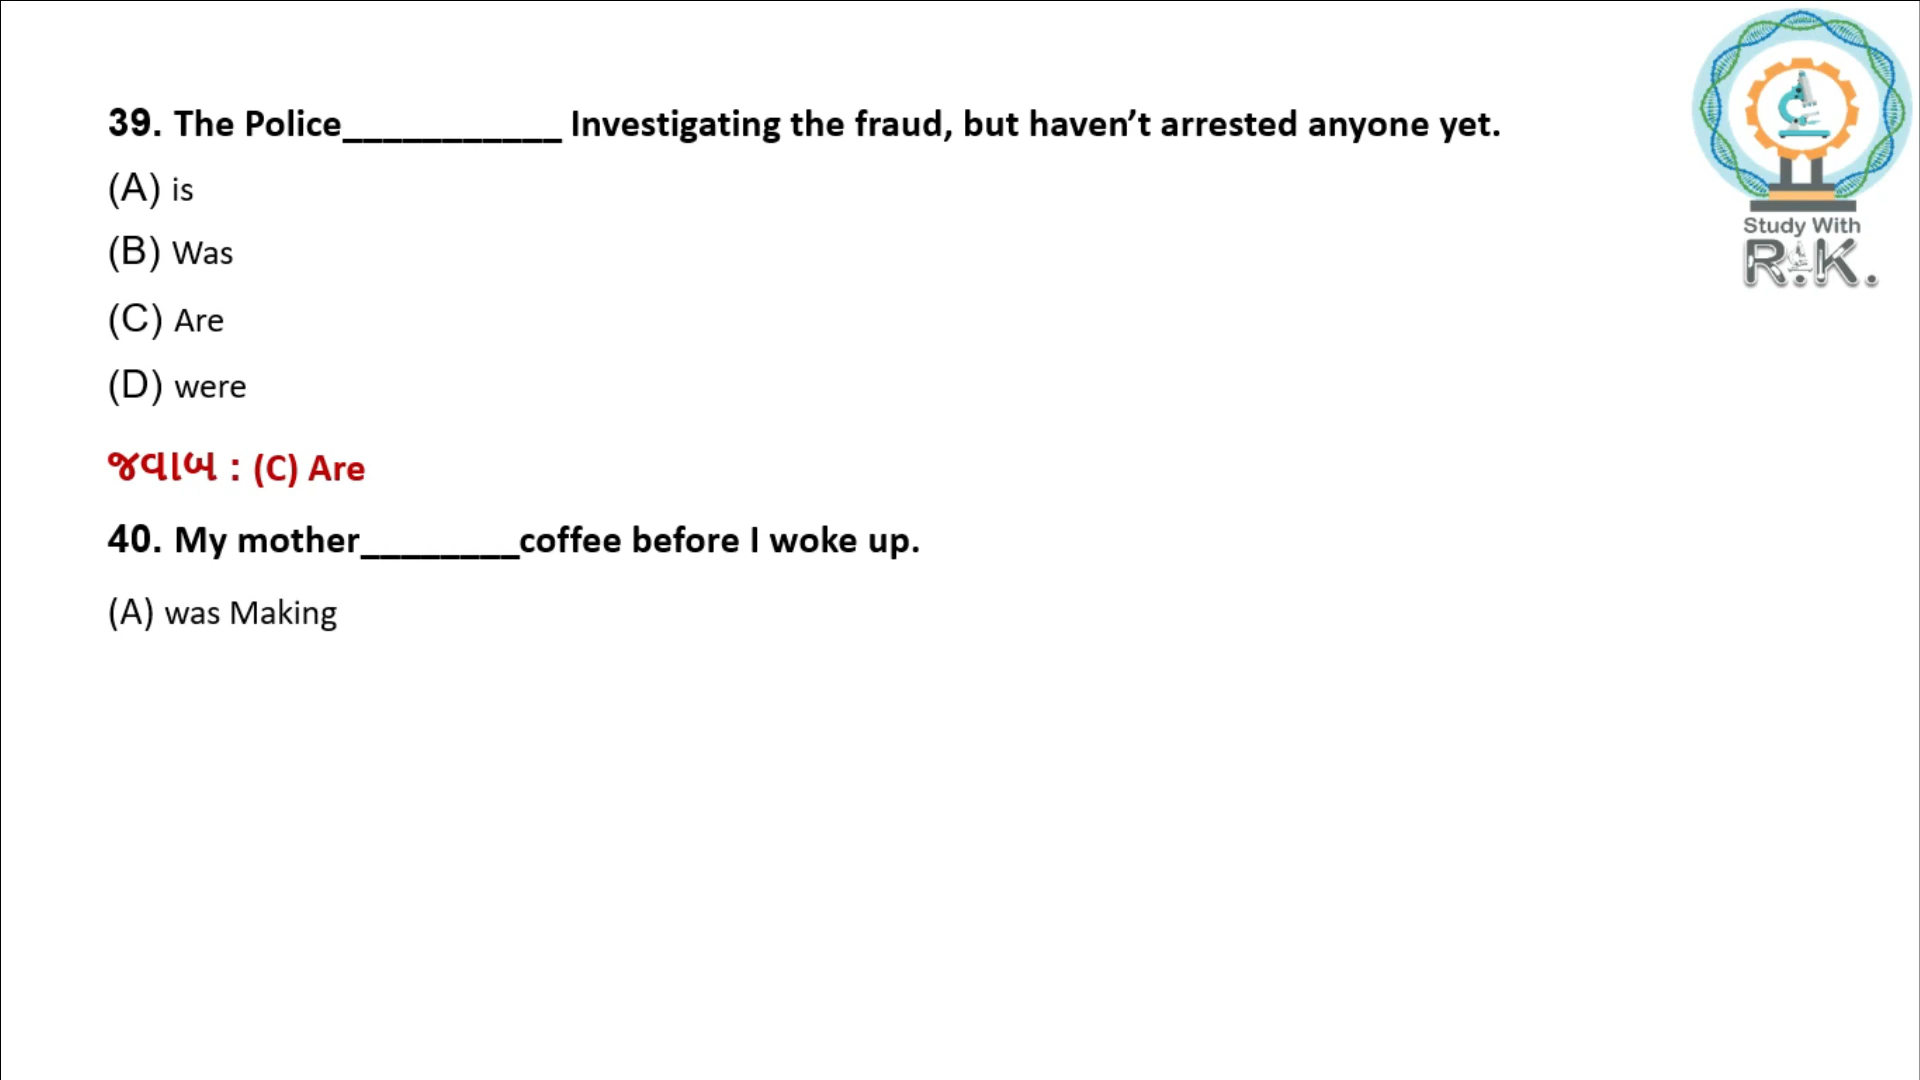 39. The Police___________ Investigating the fraud, but haven’t arrested anyone yet.
(A) is
(B) Was
(C) Are
(D) were
જવાબ : (C) Are
40. My mother________coffee before I woke up.
(A) was Making
Study With
R.K.